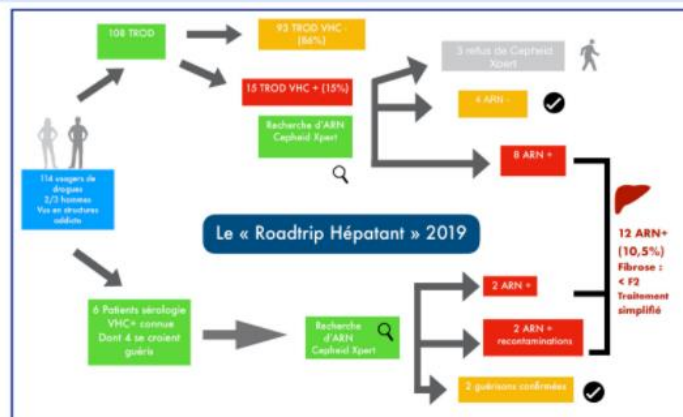 108 TROD
93 TROD VHC -
(86%)
15 TROD VHC + (15%)
Recherche d'ARN
Cepheid Xpert
3 refus de Cepheid
Xpert
4 ARN -
8 ARN +
114 usagers de
drogues
2/3 hommes
Vus en structures
addicto
Le « Roadtrip Hépatant » 2019
12 ARN+
(10,5%)
Fibrose :
< F2
Traitement
simplifié
6 Patients sérologie
VHC+ connue
Dont 4 se croient
guéris
Recherche
d'ARN
Cepheid Xpert
2 ARN +
2 ARN +
recontaminations
2 guérisons confirmées